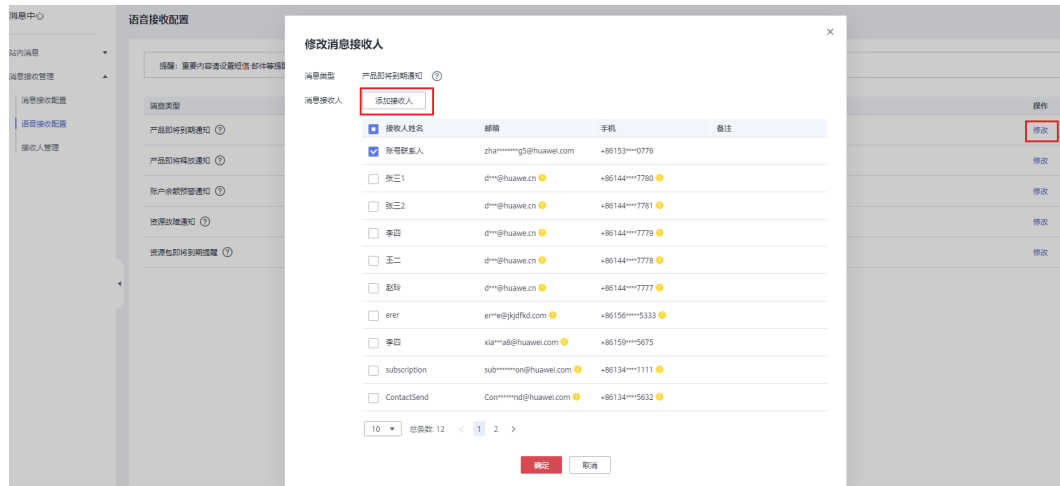 消息中心
语音接收配置
站内消息
消息接收管理
消息接收配置
语音接收配置
接收人管理
提醒：重要内容请设置短信 邮件等提醒
消息类型
操作
产品即将到期通知
修改
产品即将释放通知
修改
账户余额预警通知
修改
资源故障通知
修改
资源包即将到期提醒
修改
修改消息接收人
消息类型 产品即将到期通知
消息接收人 添加接收人
接收人姓名 邮箱 手机 备注
账号联系人 zha********g5@huawei.com +86153****0776
张三1 d***@huawe.cn +86144****7780
张三2 d***@huawe.cn +86144****7781
李四 d***@huawe.cn +86144****7779
王二 d***@huawe.cn +86144****7778
赵玲 d***@huawe.cn +86144****7777
erer er**e@jkjdfkd.com +86156*****5333
李四 xia***a8@huawei.com +86159****5675
subscription sub*******on@huawei.com +86134****1111
ContactSend Con******nd@huawei.com +86134****5632
10 总条数: 12 < 1 2 >
确定 取消